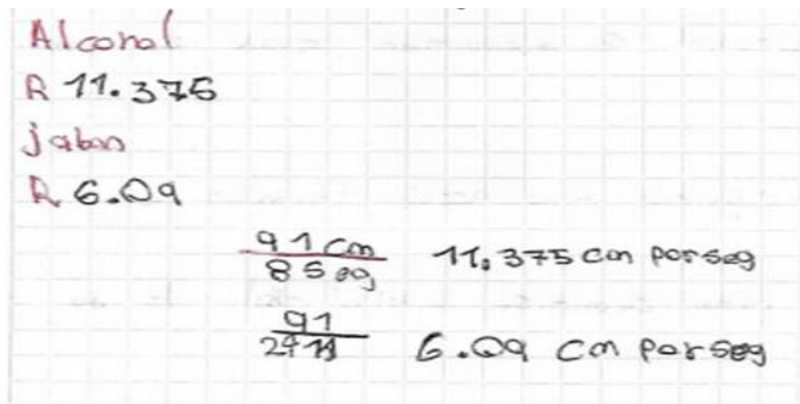 Alcohol
R 11.375
jabon
R 6.09
91 cm
8 seg
11,375 cm por seg
91
6.09 cm por seg